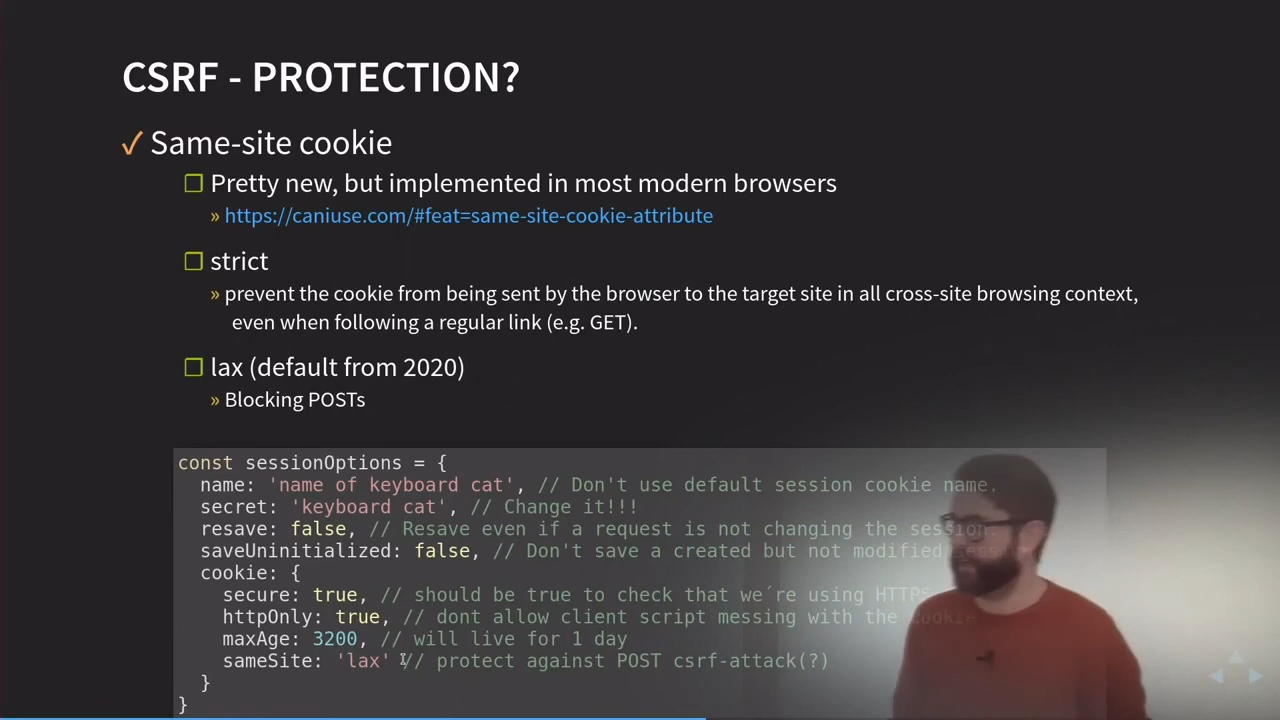 CSRF - PROTECTION?
✓ Same-site cookie
❐ Pretty new, but implemented in most modern browsers
» https://caniuse.com/#feat=same-site-cookie-attribute
❐ strict
» prevent the cookie from being sent by the browser to the target site in all cross-site browsing context,
even when following a regular link (e.g. GET).
❐ lax (default from 2020)
» Blocking POSTs
const sessionOptions = {
name: 'name of keyboard cat', // Don't use default session cookie name.
secret: 'keyboard cat', // Change it!!!
resave: false, // Resave even if a request is not changing the session.
saveUninitialized: false, // Don't save a created but not modified
cookie: {
secure: true, // should be true to check that we´re using HTTPS
httpOnly: true, // dont allow client script messing with the cookie
maxAge: 3200, // will live for 1 day
sameSite: 'lax' // protect against POST csrf-attack(?)
}
}